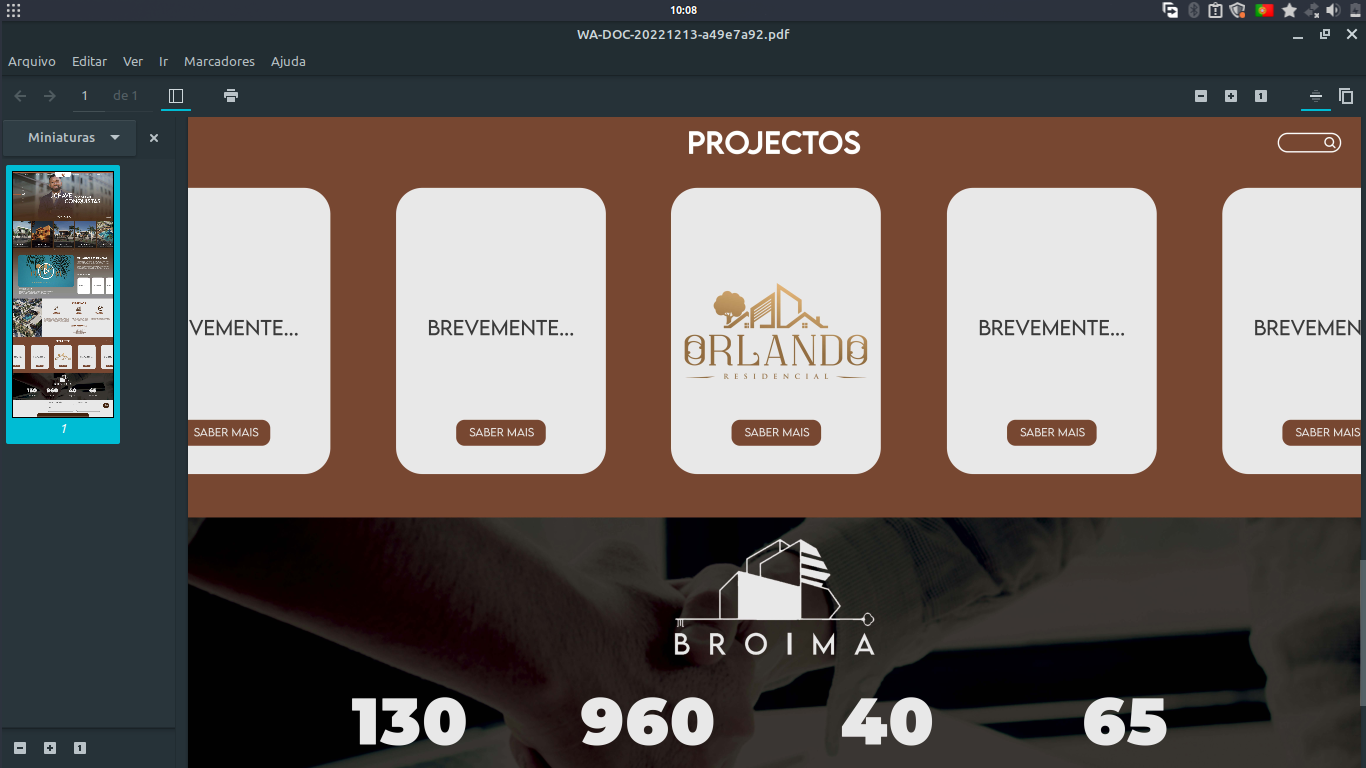 10:08
WA-DOC-20221213-a49e7a92.pdf
Arquivo Editar Ver Ir Marcadores Ajuda
1 de 1
1
Miniaturas
1
1
PROJECTOS
VEMENTE...
BREVEMENTE...
ORLANDO
RESIDENCIAL
BREVEMENTE...
BREVEMEN
SABER MAIS
SABER MAIS
SABER MAIS
SABER MAIS
SABER MAIS
BROIMA
130 960 40 65